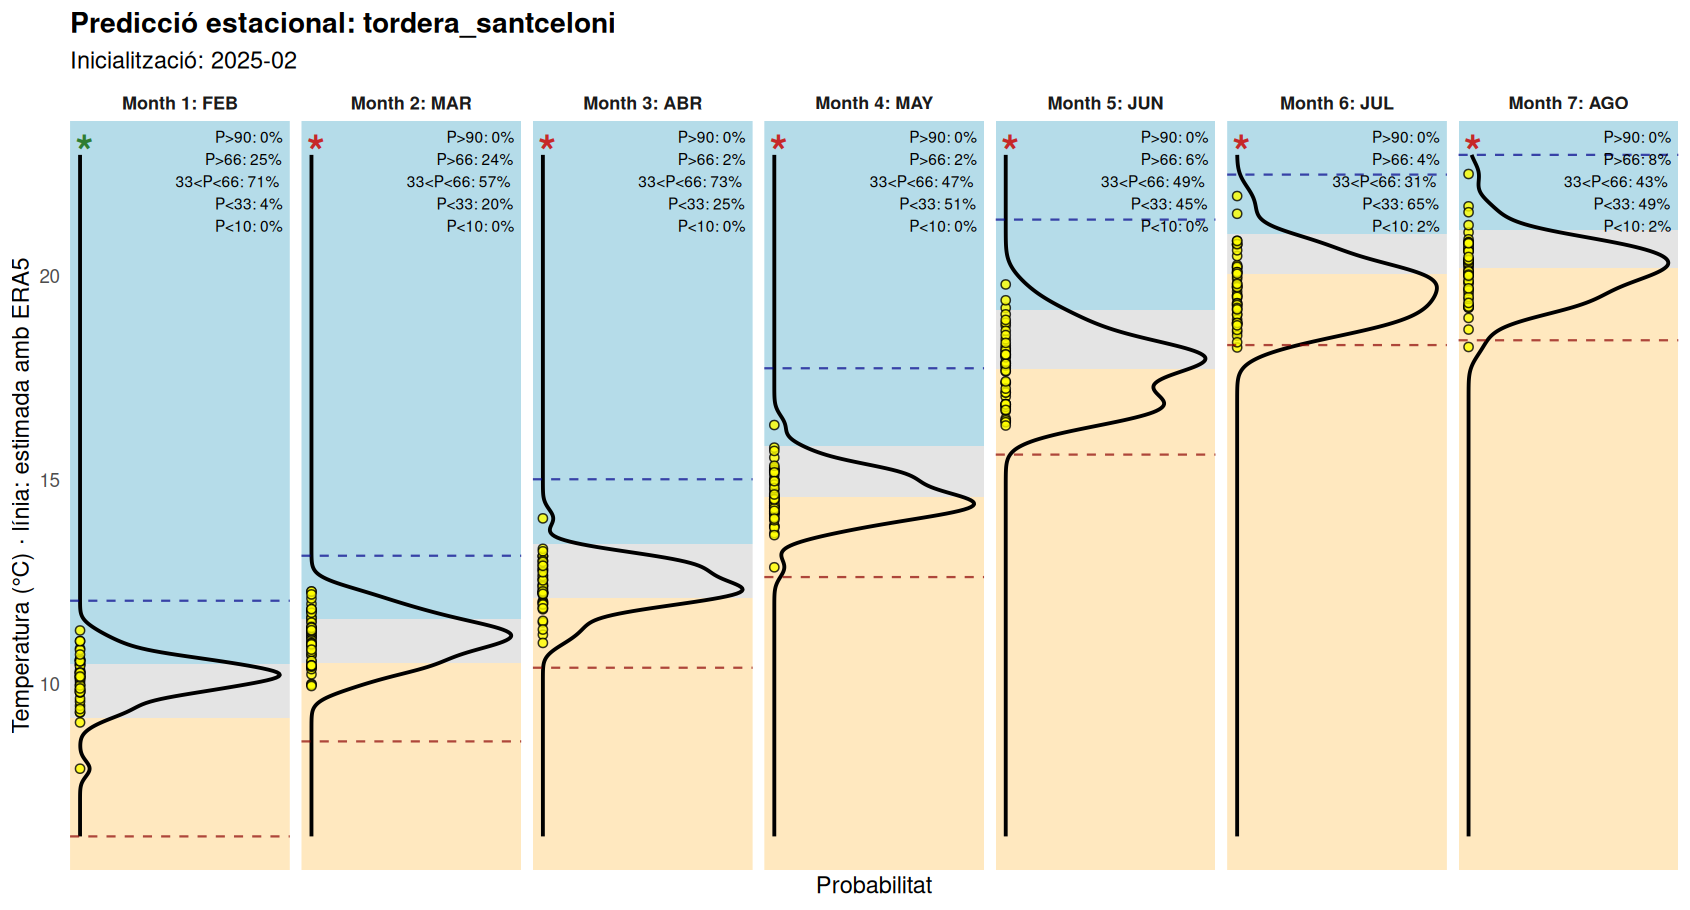 Predicció estacional: tordera_santceloni
Inicialització: 2025-02
Month 1: FEB
Month 2: MAR
Month 3: ABR
Month 4: MAY
Month 5: JUN
Month 6: JUL
Month 7: AGO
*
P>90: 0%
P>66: 25%
33<P<66: 71%
P<33: 4%
P<10: 0%
*
P>90: 0%
P>66: 24%
33<P<66: 57%
P<33: 20%
P<10: 0%
*
P>90: 0%
P>66: 2%
33<P<66: 73%
P<33: 25%
P<10: 0%
*
P>90: 0%
P>66: 2%
33<P<66: 47%
P<33: 51%
P<10: 0%
*
P>90: 0%
P>66: 6%
33<P<66: 49%
P<33: 45%
P<10: 0%
*
P>90: 0%
P>66: 4%
33<P<66: 31%
P<33: 65%
P<10: 2%
*
P>90: 0%
P>66: 8%
33<P<66: 43%
P<33: 49%
P<10: 2%
Temperatura (°C) · línia: estimada amb ERA5
20
15
10
Probabilitat